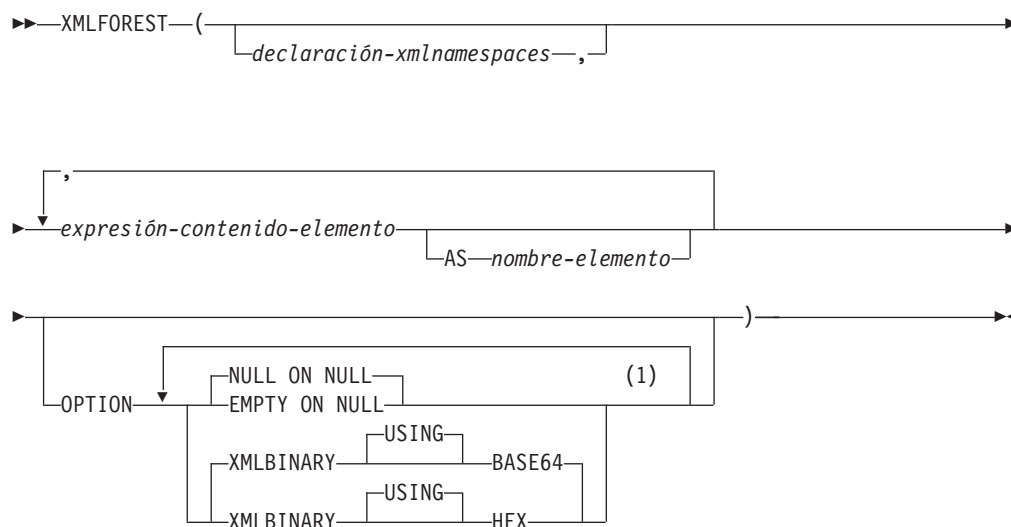 XMLFOREST (
declaración-xmlnamespaces ,
,
expresión-contenido-elemento
AS nombre-elemento
)
NULL ON NULL (1)
OPTION EMPTY ON NULL
USING
XMLBINARY BASE64
USING
XMLBINARY HEX